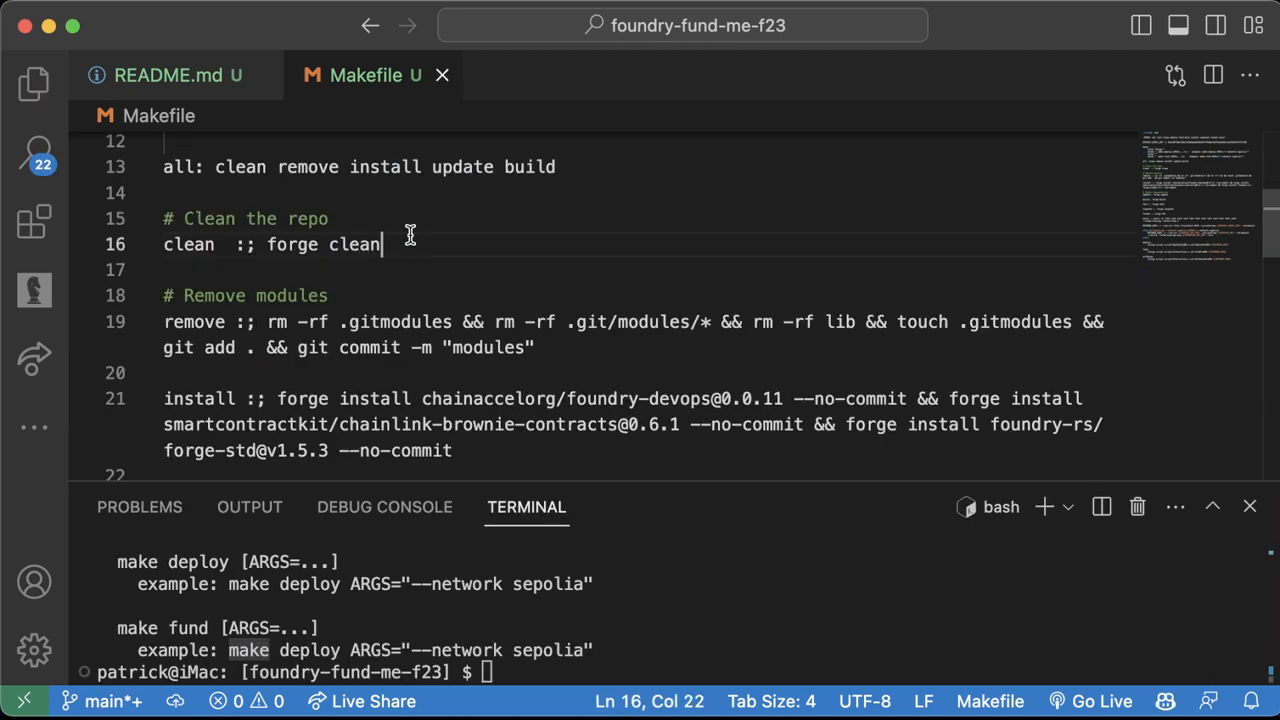 foundry-fund-me-f23
README.md U
Makefile U
Makefile
22
12
13 all: clean remove install update build
14
15 # Clean the repo
16 clean  :; forge clean
17
18 # Remove modules
19 remove :; rm -rf .gitmodules && rm -rf .git/modules/* && rm -rf lib && touch .gitmodules &&
git add . && git commit -m "modules"
20
21 install :; forge install chainaccelorg/foundry-devops@0.0.11 --no-commit && forge install
smartcontractkit/chainlink-brownie-contracts@0.6.1 --no-commit && forge install foundry-rs/
forge-std@v1.5.3 --no-commit
22
PROBLEMS OUTPUT DEBUG CONSOLE TERMINAL bash
make deploy [ARGS=...]
example: make deploy ARGS="--network sepolia"
make fund [ARGS=...]
example: make deploy ARGS="--network sepolia"
patrick@iMac: [foundry-fund-me-f23] $
main*+ 0 0 Live Share Ln 16, Col 22 Tab Size: 4 UTF-8 LF Makefile Go Live